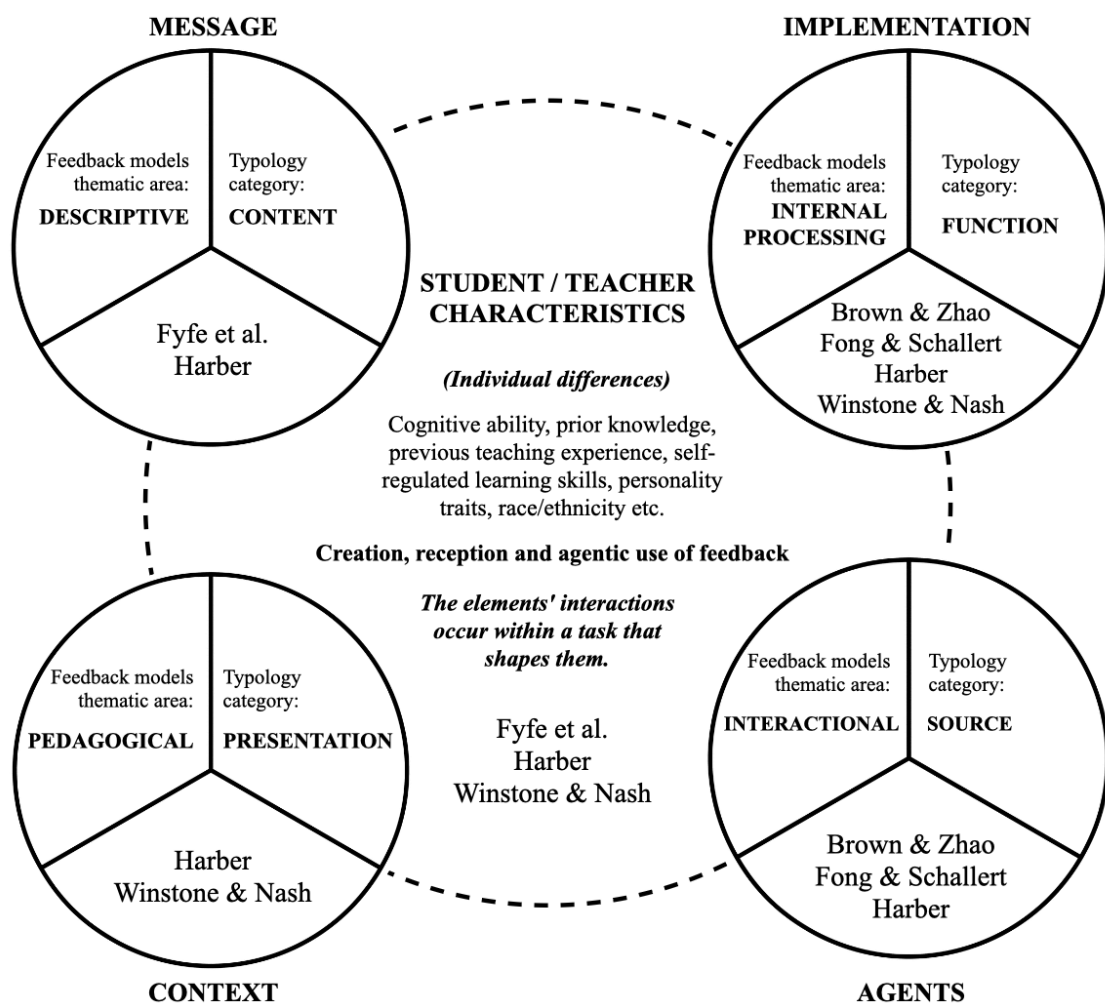 MESSAGE
Feedback models
thematic area:
DESCRIPTIVE
Typology
category:
CONTENT
Fyfe et al.
Harber
IMPLEMENTATION
Feedback models
thematic area:
INTERNAL
PROCESSING
Typology
category:
FUNCTION
Brown & Zhao
Fong & Schallert
Harber
Winstone & Nash
STUDENT / TEACHER
CHARACTERISTICS
(Individual differences)
Cognitive ability, prior knowledge,
previous teaching experience, self-
regulated learning skills, personality
traits, race/ethnicity etc.
Creation, reception and agentic use of feedback
The elements' interactions
occur within a task that
shapes them.
Fyfe et al.
Harber
Winstone & Nash
Feedback models
thematic area:
PEDAGOGICAL
Typology
category:
PRESENTATION
Harber
Winstone & Nash
CONTEXT
Feedback models
thematic area:
INTERACTIONAL
Typology
category:
SOURCE
Brown & Zhao
Fong & Schallert
Harber
AGENTS